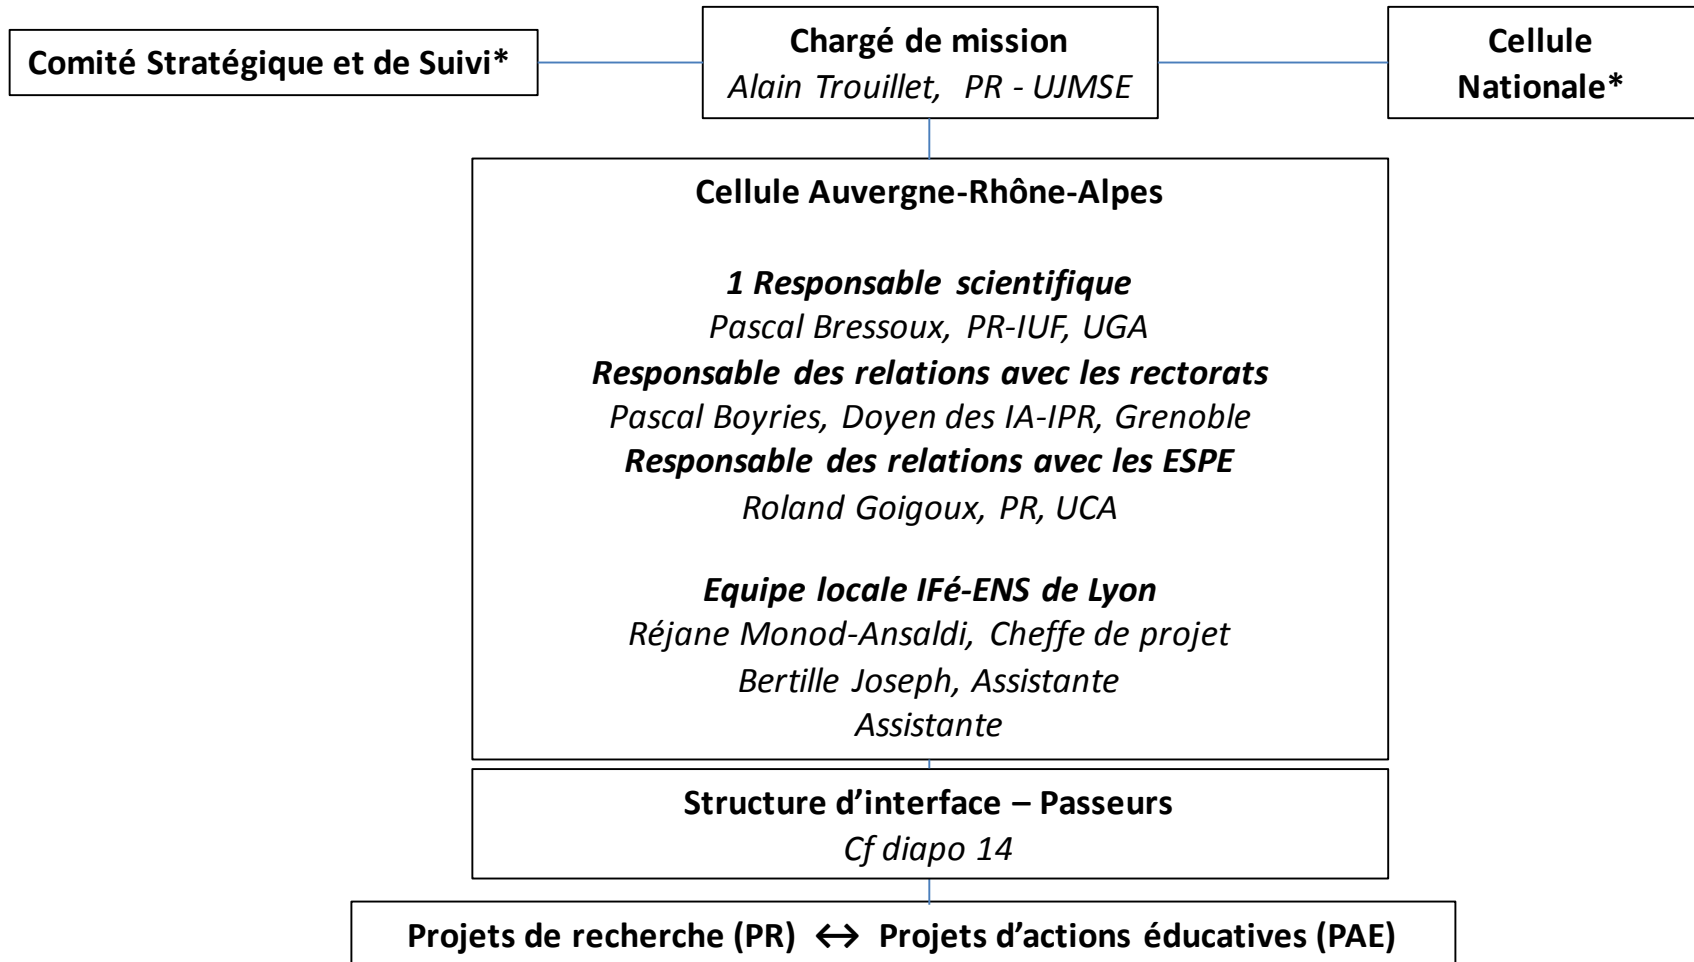 Comité Stratégique et de Suivi*
Chargé de mission
Alain Trouillet, PR - UJMSE
Cellule
Nationale*
Cellule Auvergne-Rhône-Alpes
1 Responsable scientifique
Pascal Bressoux, PR-IUF, UGA
Responsable des relations avec les rectorats
Pascal Boyries, Doyen des IA-IPR, Grenoble
Responsable des relations avec les ESPE
Roland Goigoux, PR, UCA
Equipe locale IFé-ENS de Lyon
Réjane Monod-Ansaldi, Cheffe de projet
Bertille Joseph, Assistante
Assistante
Structure d’interface – Passeurs
Cf diapo 14
Projets de recherche (PR) ↔ Projets d’actions éducatives (PAE)